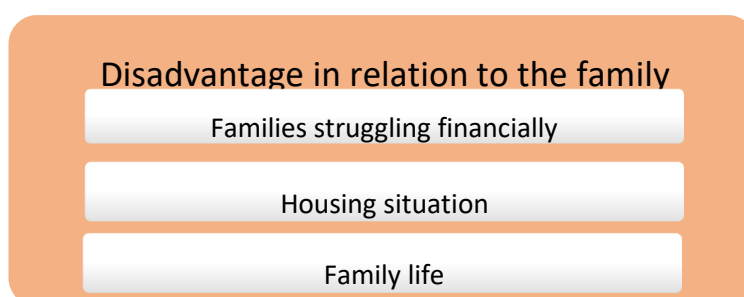 Disadvantage in relation to the family
Families struggling financially
Housing situation
Family life